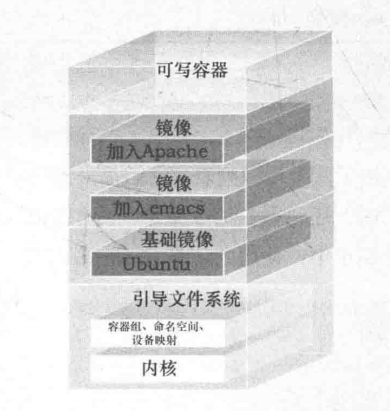 可写容器
镜像
加入Apache
镜像
加入emacs
基础镜像
Ubuntu
引导文件系统
容器组、命名空间、
设备映射
内核